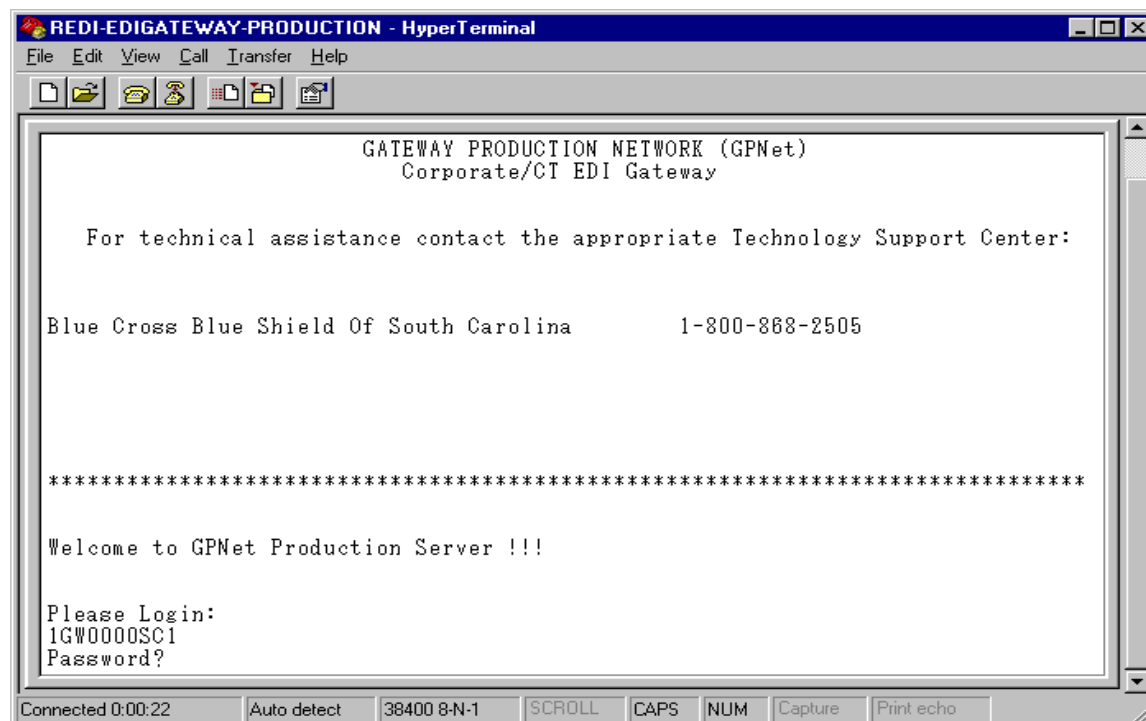 REDI-EDIGATEWAY-PRODUCTION - HyperTerminal
File Edit View Call Transfer Help
GATEWAY PRODUCTION NETWORK (GPNet)
Corporate/CT EDI Gateway
For technical assistance contact the appropriate Technology Support Center:
Blue Cross Blue Shield Of South Carolina 1-800-868-2505
********************************************************************************
Welcome to GPNet Production Server !!!
Please Login:
1GW0000SC1
Password?
Connected 0:00:22 Auto detect 38400 8-N-1 SCROLL CAPS NUM Capture Print echo